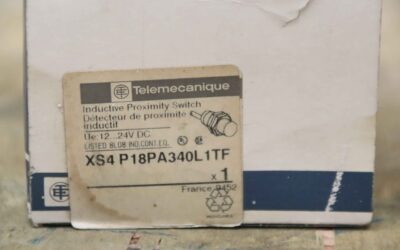 Telemecanique
Inductive Proximity Switch
Détecteur de proximité
inductif
Ue 12...24V DC
LISTED 8L08 IND.CONT.EQ.
XS4 P18PA340L1TF
x 1
France 9452